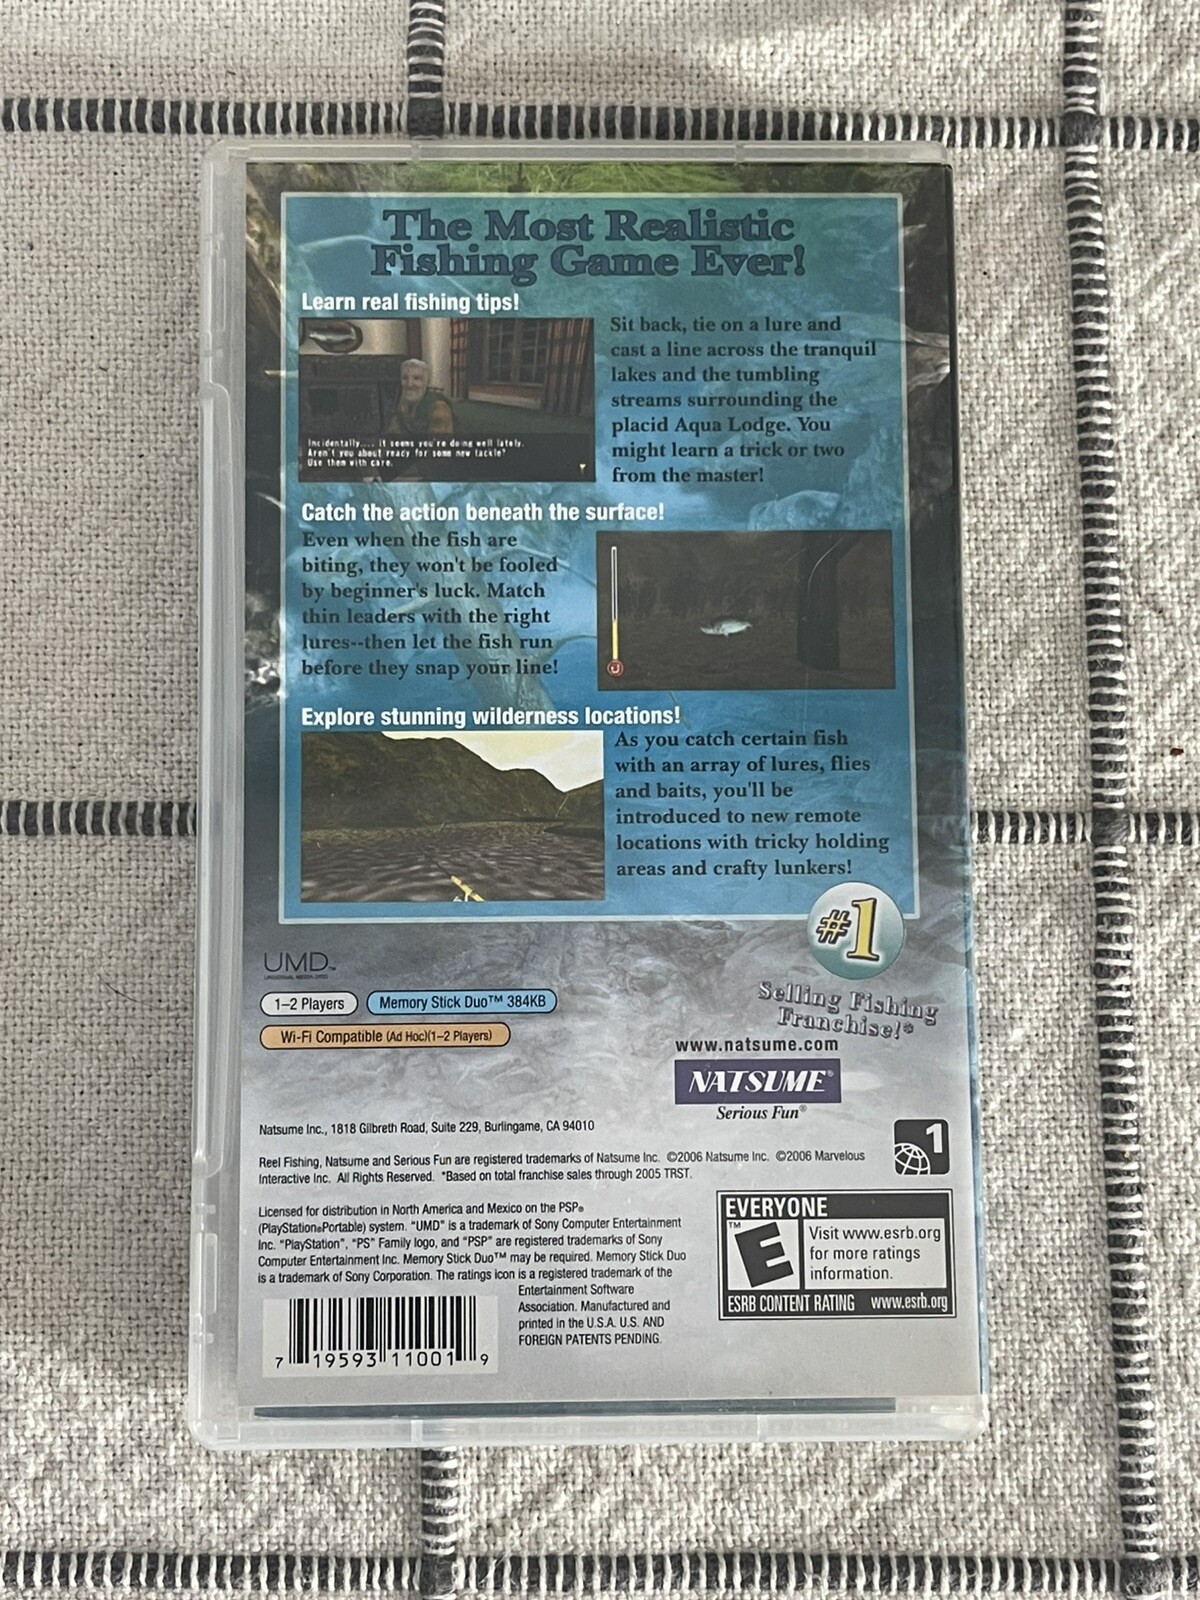 The Most Realistic
Fishing Game Ever!
Learn real fishing tips!
Incidentally.... it seems you're doing well lately.
Aren't you about ready for some new tackle?
Use them with care.
Sit back, tie on a lure and
cast a line across the tranquil
lakes and the tumbling
streams surrounding the
placid Aqua Lodge. You
might learn a trick or two
from the master!
Catch the action beneath the surface!
Even when the fish are
biting, they won't be fooled
by beginner's luck. Match
thin leaders with the right
lures--then let the fish run
before they snap your line!
Explore stunning wilderness locations!
As you catch certain fish
with an array of lures, flies
and baits, you'll be
introduced to new remote
locations with tricky holding
areas and crafty lunkers!
#1
Selling Fishing
Franchise!*
UMD™
UNIVERSAL MEDIA DISC
1–2 Players
Memory Stick Duo™ 384KB
Wi-Fi Compatible (Ad Hoc)(1–2 Players)
www.natsume.com
NATSUME®
Serious Fun®
Natsume Inc., 1818 Gilbreth Road, Suite 229, Burlingame, CA 94010
1
Reel Fishing, Natsume and Serious Fun are registered trademarks of Natsume Inc. ©2006 Natsume Inc. ©2006 Marvelous
Interactive Inc. All Rights Reserved. *Based on total franchise sales through 2005 TRST.
Licensed for distribution in North America and Mexico on the PSP®
(PlayStation®Portable) system. "UMD" is a trademark of Sony Computer Entertainment
Inc. "PlayStation", "PS" Family logo, and "PSP" are registered trademarks of Sony
Computer Entertainment Inc. Memory Stick Duo™ may be required. Memory Stick Duo
is a trademark of Sony Corporation. The ratings icon is a registered trademark of the
Entertainment Software
Association. Manufactured and
printed in the U.S.A. U.S. AND
FOREIGN PATENTS PENDING.
EVERYONE
™
E
Visit www.esrb.org
for more ratings
information.
ESRB CONTENT RATING www.esrb.org
7 19593 11001 9